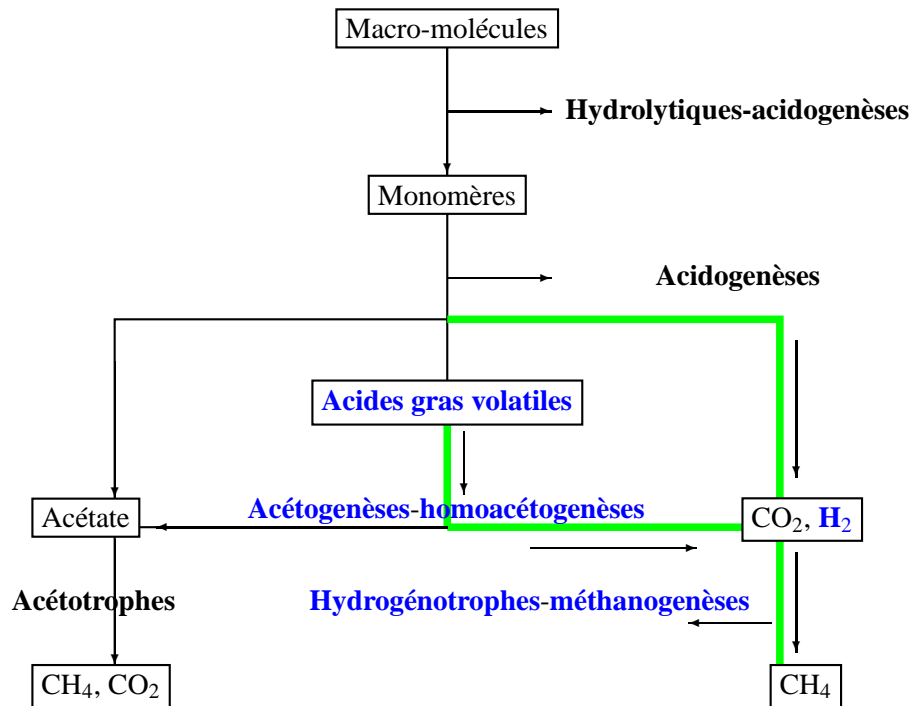 Macro-molécules
Hydrolytiques-acidogenèses
Monomères
Acidogenèses
Acides gras volatiles
Acétate
Acétogenèses-homoacétogenèses
CO₂, H₂
Acétotrophes
Hydrogénotrophes-méthanogenèses
CH₄, CO₂
CH₄